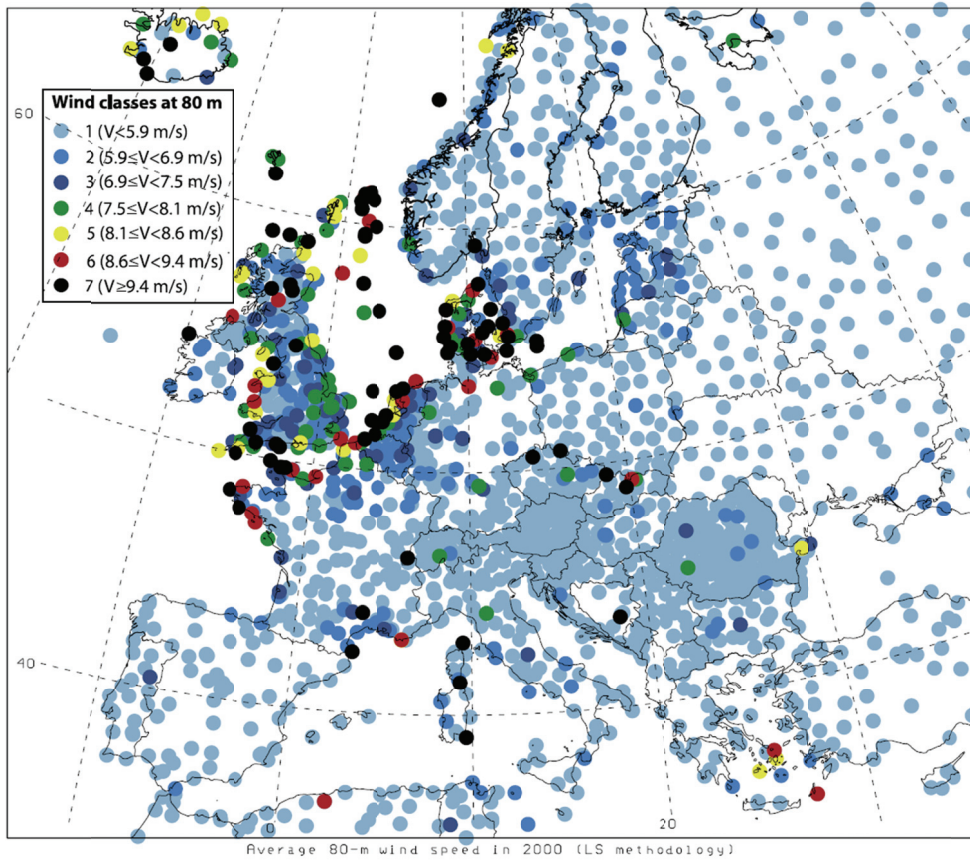 60
Wind classes at 80 m
1 (V<5.9 m/s)
2 (5.9≤V<6.9 m/s)
3 (6.9≤V<7.5 m/s)
4 (7.5≤V<8.1 m/s)
5 (8.1≤V<8.6 m/s)
6 (8.6≤V<9.4 m/s)
7 (V≥9.4 m/s)
40
0
20
Average 80-m wind speed in 2000 (LS methodology)